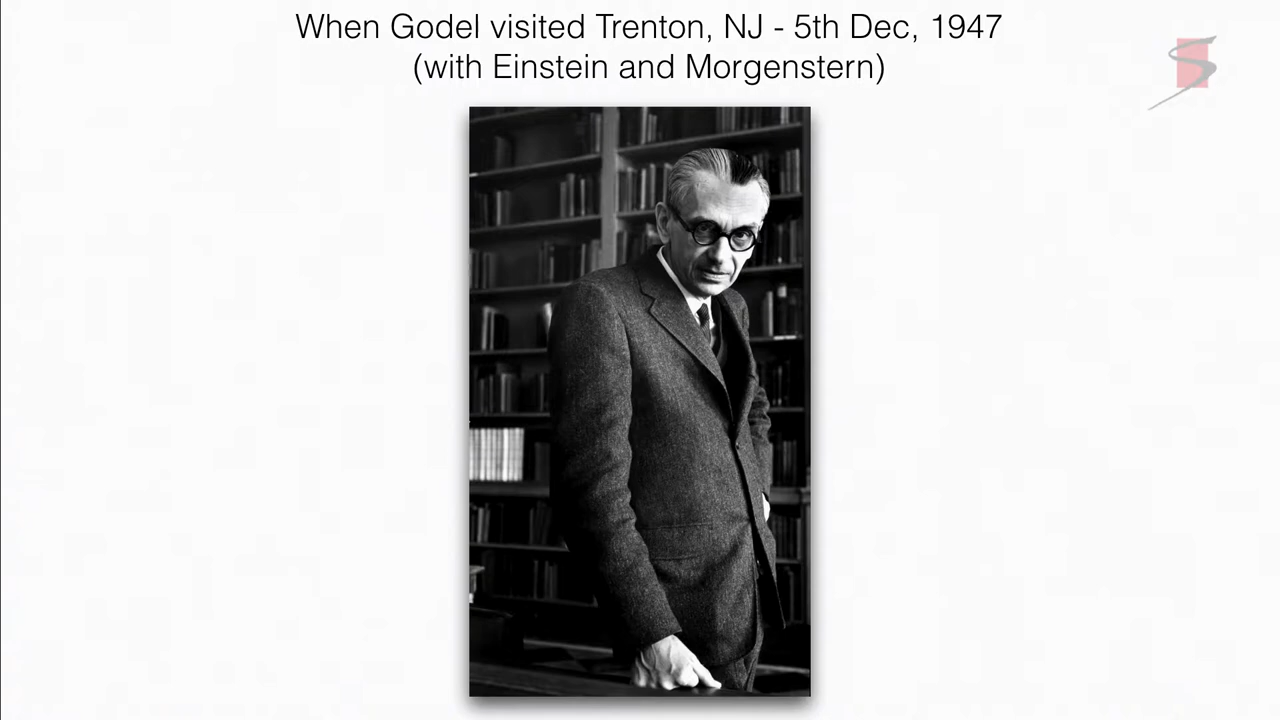 When Godel visited Trenton, NJ - 5th Dec, 1947
(with Einstein and Morgenstern)